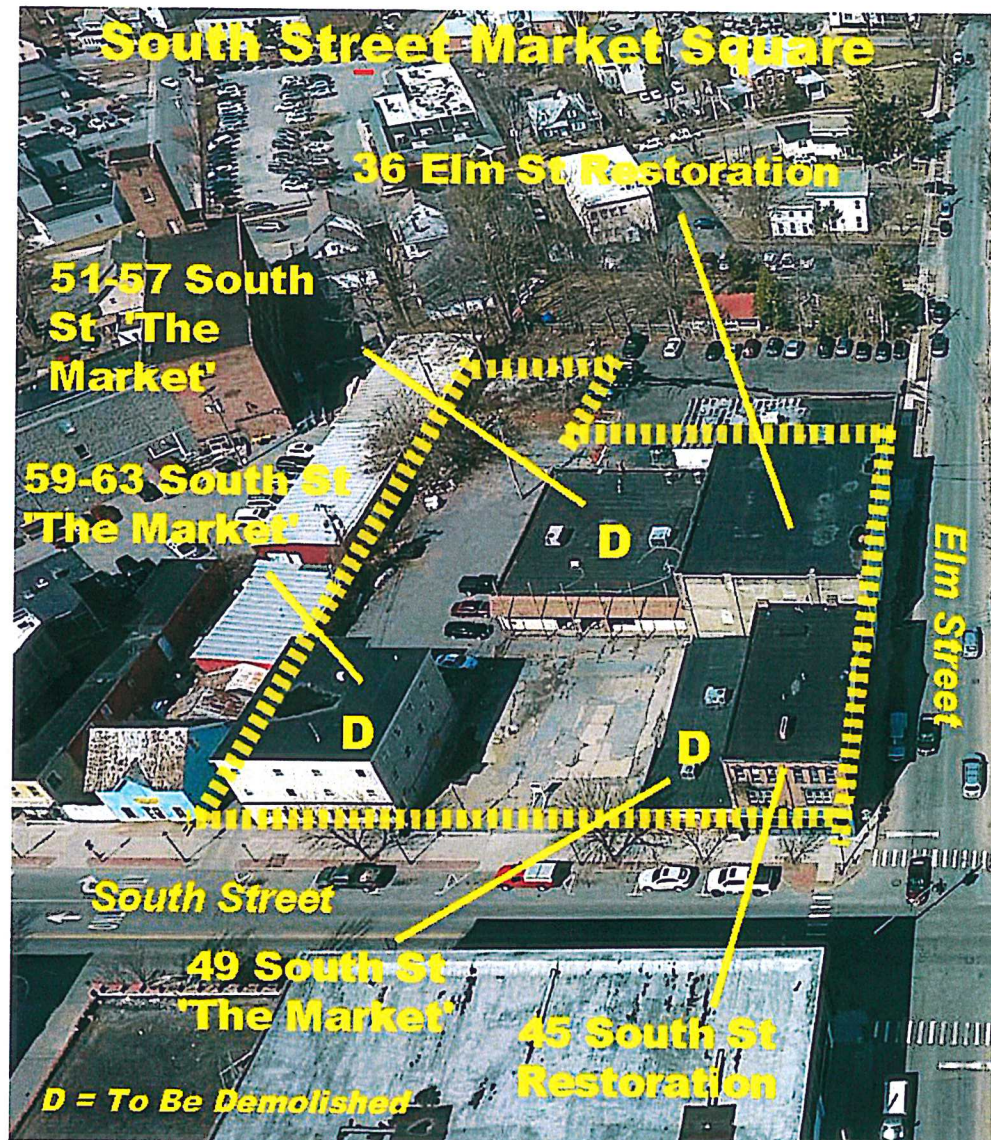 South Street Market Square
36 Elm St Restoration
51-57 South
St 'The
Market'
59-63 South St
'The Market'
D
D
D
Elm Street
South Street
49 South St
'The Market'
45 South St
Restoration
D = To Be Demolished